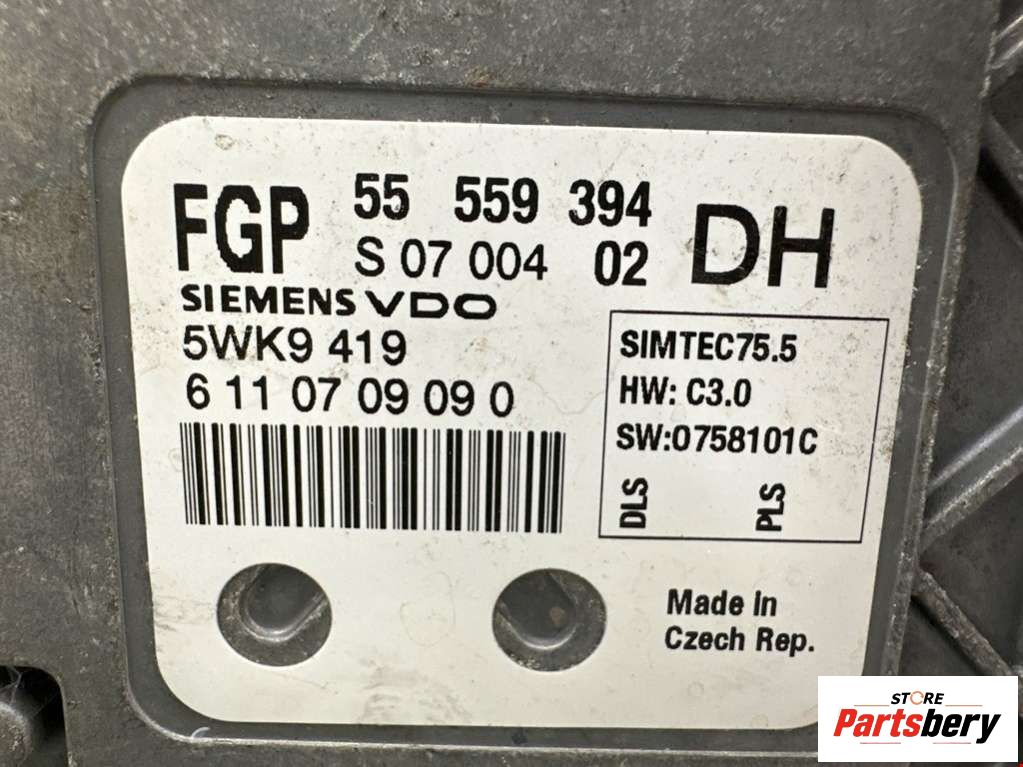 FGP 55 559 394 DH
S 07 004 02
SIEMENS VDO
5WK9 419
6 11 07 09 09 0
SIMTEC75.5
HW: C3.0
SW:0758101C
DLS PLS
Made in
Czech Rep.
STORE
Partsbery